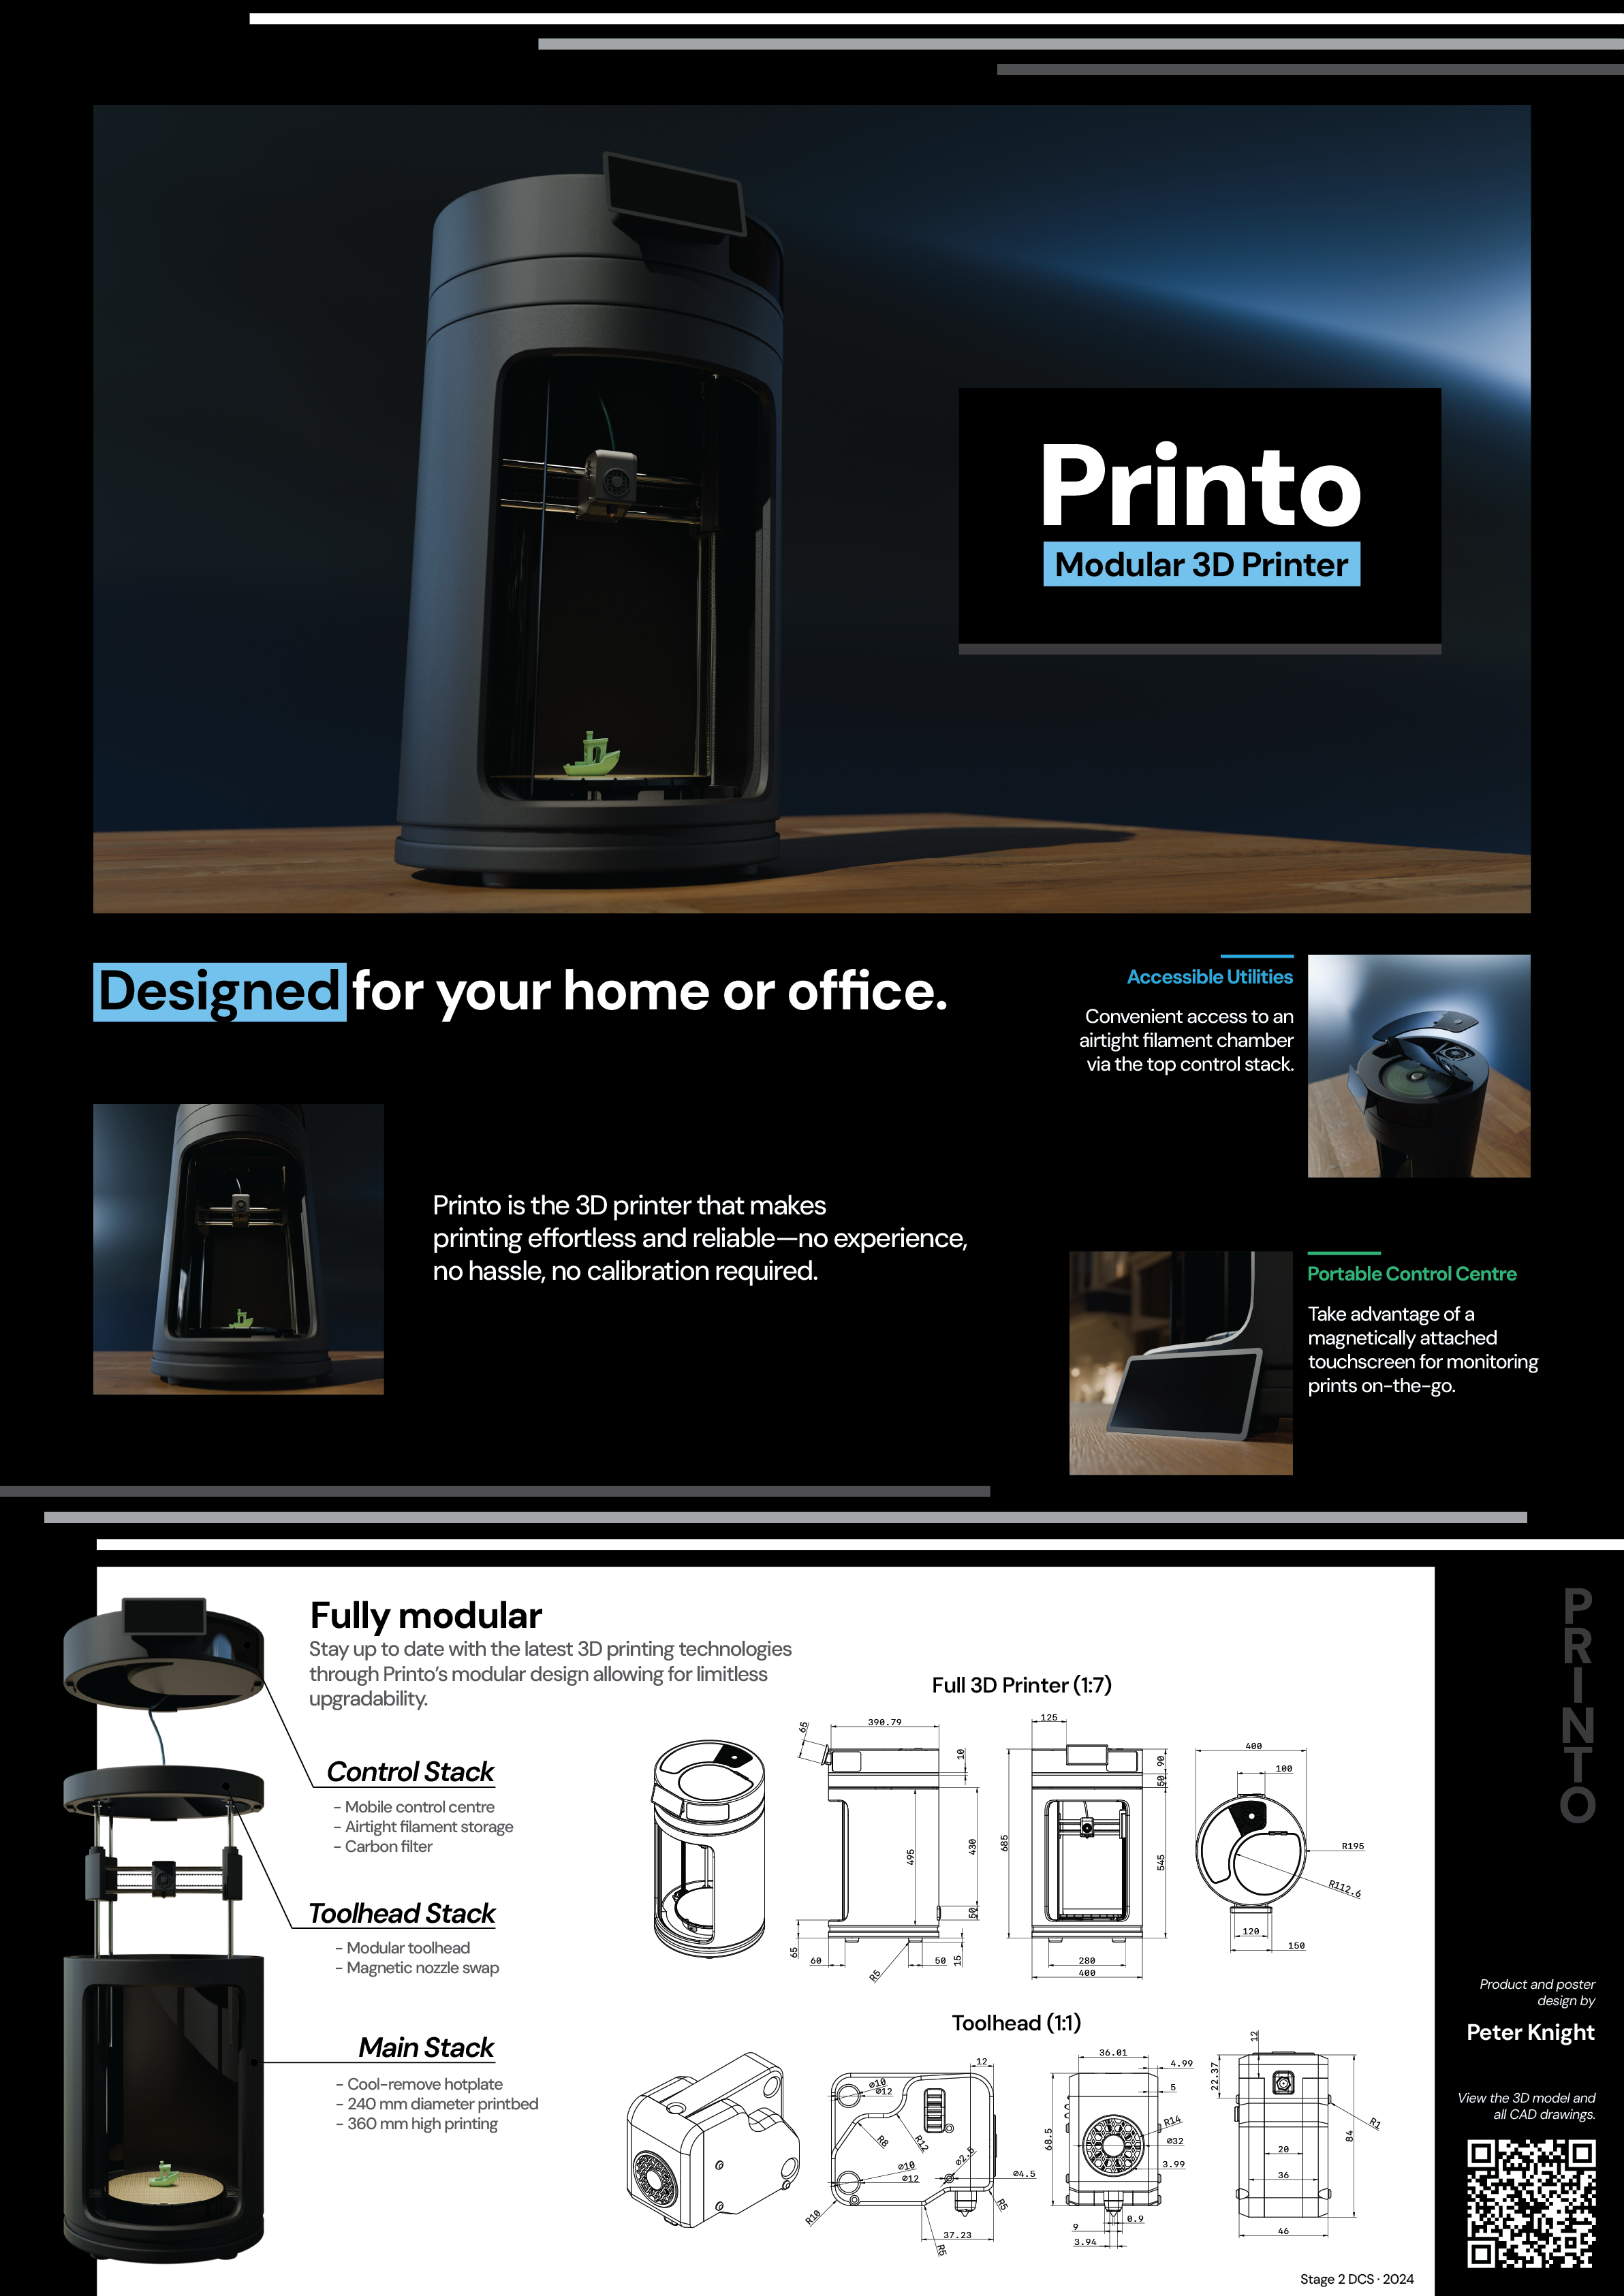 Printo
Modular 3D Printer
Designed for your home or office.
Accessible Utilities
Convenient access to an
airtight filament chamber
via the top control stack.
Printo is the 3D printer that makes
printing effortless and reliable—no experience,
no hassle, no calibration required.
Portable Control Centre
Take advantage of a
magnetically attached
touchscreen for monitoring
prints on-the-go.
Fully modular
Stay up to date with the latest 3D printing technologies
through Printo's modular design allowing for limitless
upgradability.
Control Stack
- Mobile control centre
- Airtight filament storage
- Carbon filter
Toolhead Stack
- Modular toolhead
- Magnetic nozzle swap
Main Stack
- Cool-remove hotplate
- 240 mm diameter printbed
- 360 mm high printing
Full 3D Printer (1:7)
65
390.79
10
495
430
50
65
60
R5
50
15
125
90
50
685
545
280
400
400
100
R195
R112.6
120
150
Toolhead (1:1)
12
⌀10
⌀12
R8
R12
⌀10
⌀12
⌀2.5
⌀4.5
R10
R5
37.23
R5
36.01
4.99
5
R14
⌀32
68.5
3.99
0.9
9
3.94
12
22.37
R1
84
20
36
46
PRINTO
Product and poster
design by
Peter Knight
View the 3D model and
all CAD drawings.
Stage 2 DCS · 2024